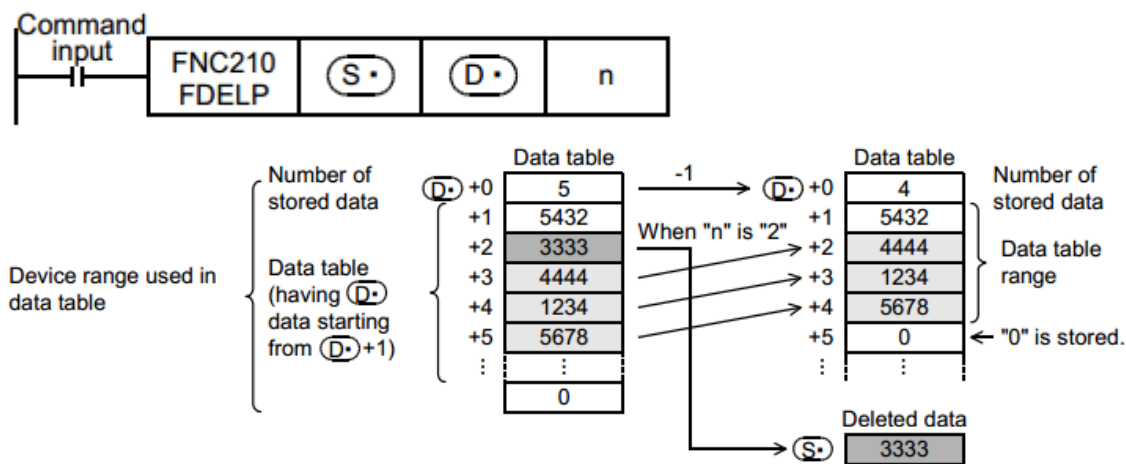 Command
input
FNC210
FDELP
S・
D・
n
Device range used in
data table
Number of
stored data
Data table
(having D・
data starting
from D・+1)
Data table
D・ +0 5
+1 5432
+2 3333
+3 4444
+4 1234
+5 5678
⋮ ⋮
0
-1
When "n" is "2"
Data table
D・ +0 4
+1 5432
+2 4444
+3 1234
+4 5678
+5 0
⋮ ⋮
Number of
stored data
Data table
range
"0" is stored.
Deleted data
S・ 3333